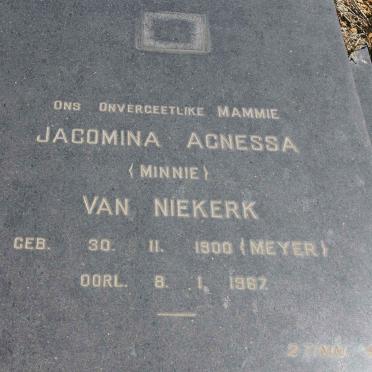 ONS ONVERGEETLIKE MAMMIE
JACOMINA AGNESSA
(MINNIE)
VAN NIEKERK
GEB. 30. 11. 1900 (MEYER)
OORL. 8. 1. 1967